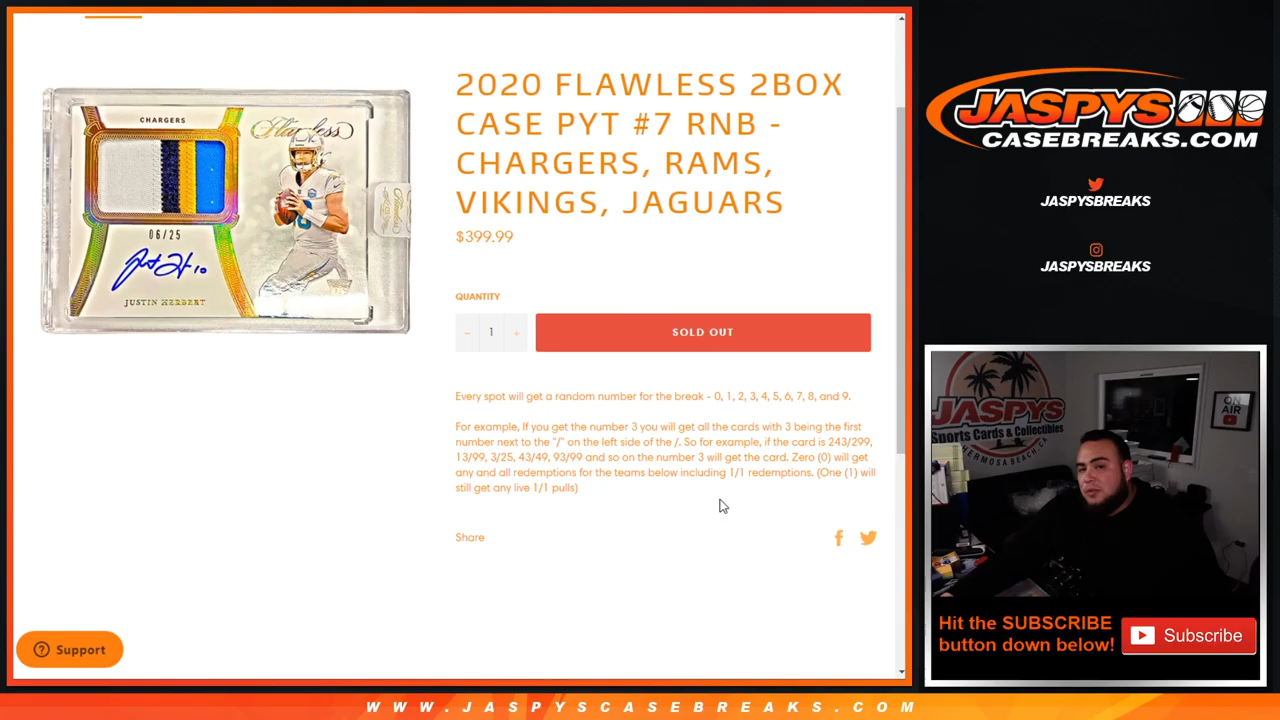 2020 FLAWLESS 2BOX
CASE PYT #7 RNB -
CHARGERS, RAMS,
VIKINGS, JAGUARS
$399.99
QUANTITY
- 1 +
SOLD OUT
Every spot will get a random number for the break - 0, 1, 2, 3, 4, 5, 6, 7, 8, and 9.
For example, If you get the number 3 you will get all the cards with 3 being the first
number next to the "/" on the left side of the /. So for example, if the card is 243/299,
13/99, 3/25, 43/49, 93/99 and so on the number 3 will get the card. Zero (0) will get
any and all redemptions for the teams below including 1/1 redemptions. (One (1) will
still get any live 1/1 pulls)
Share
Support
CHARGERS
Flawless
06/25
JUSTIN HERBERT
JASPYS
CASEBREAKS.COM
JASPYSBREAKS
JASPYSBREAKS
JASPYS
Sports Cards & Collectibles
HERMOSA BEACH, CA
ON
AIR
Hit the SUBSCRIBE
button down below!
Subscribe
WWW.JASPYSCASEBREAKS.COM